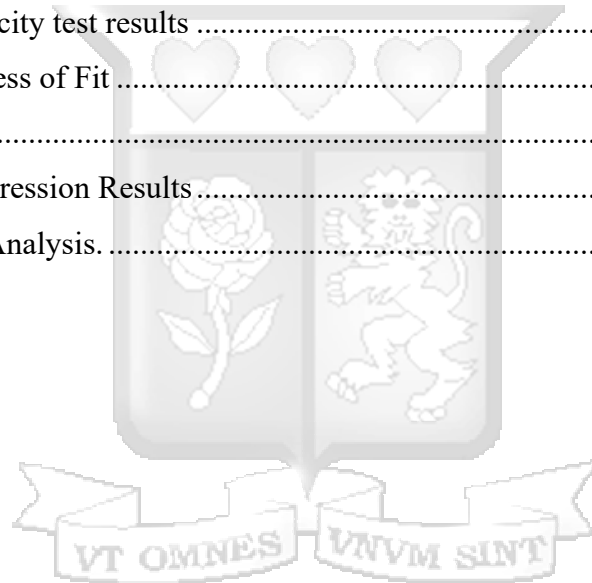 city test results ........................................................
ess of Fit ....................................................................
....................................................................................
ression Results ........................................................
Analysis. ....................................................................
VT OMNES VNVM SINT